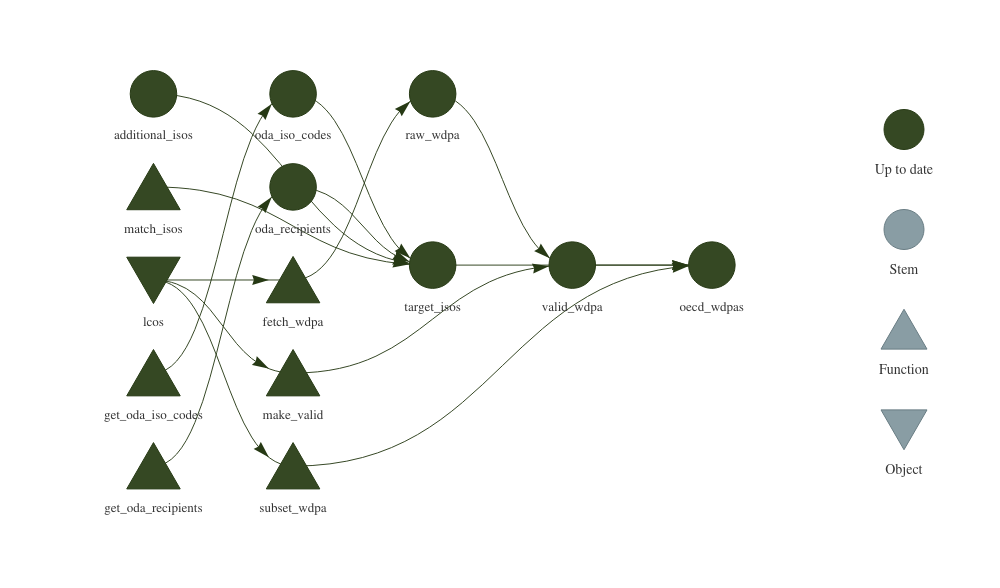 additional_isos
oda_iso_codes
raw_wdpa
match_isos
oda_recipients
lcos
fetch_wdpa
target_isos
valid_wdpa
oecd_wdpas
get_oda_iso_codes
make_valid
get_oda_recipients
subset_wdpa
Up to date
Stem
Function
Object